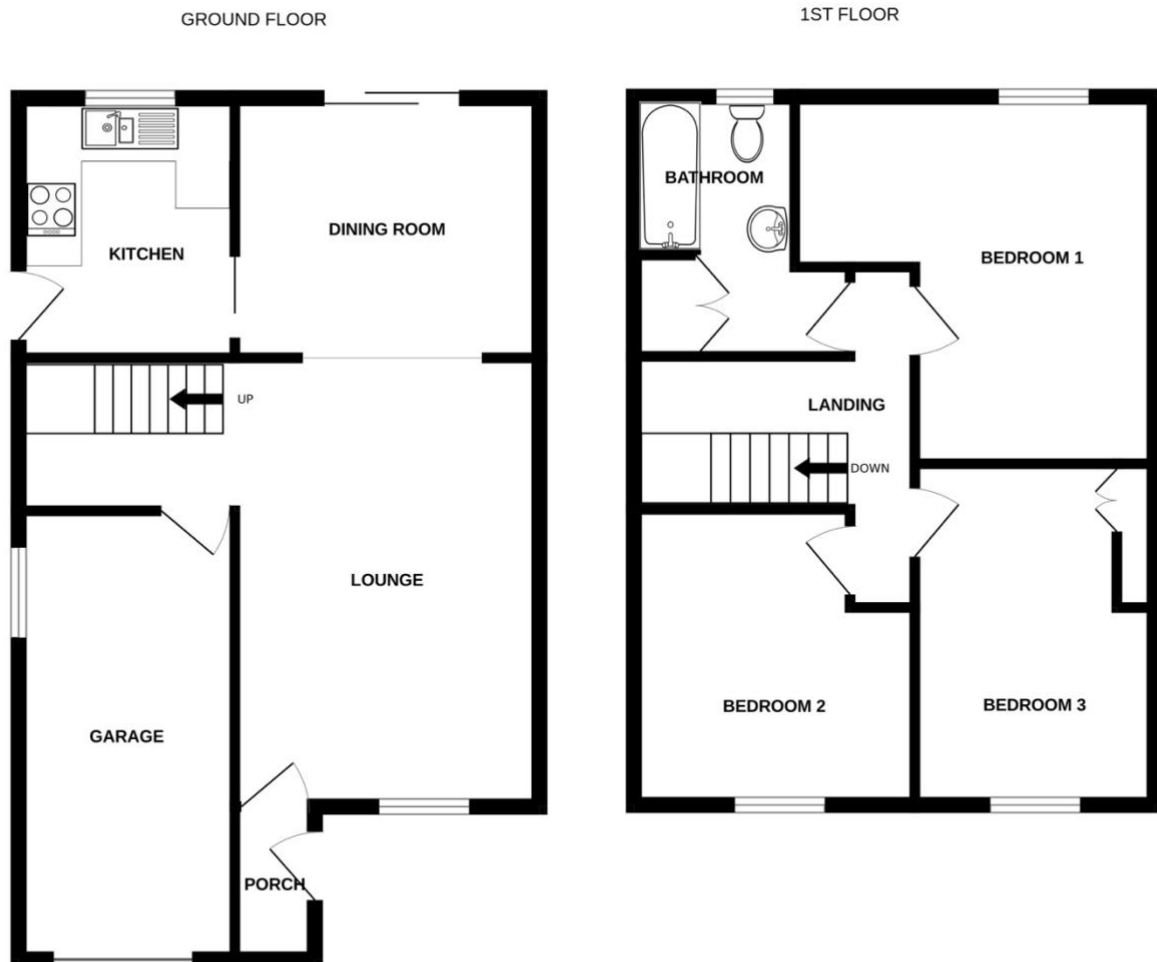 GROUND FLOOR
KITCHEN
DINING ROOM
UP
LOUNGE
GARAGE
PORCH
1ST FLOOR
BATHROOM
BEDROOM 1
LANDING
DOWN
BEDROOM 2
BEDROOM 3